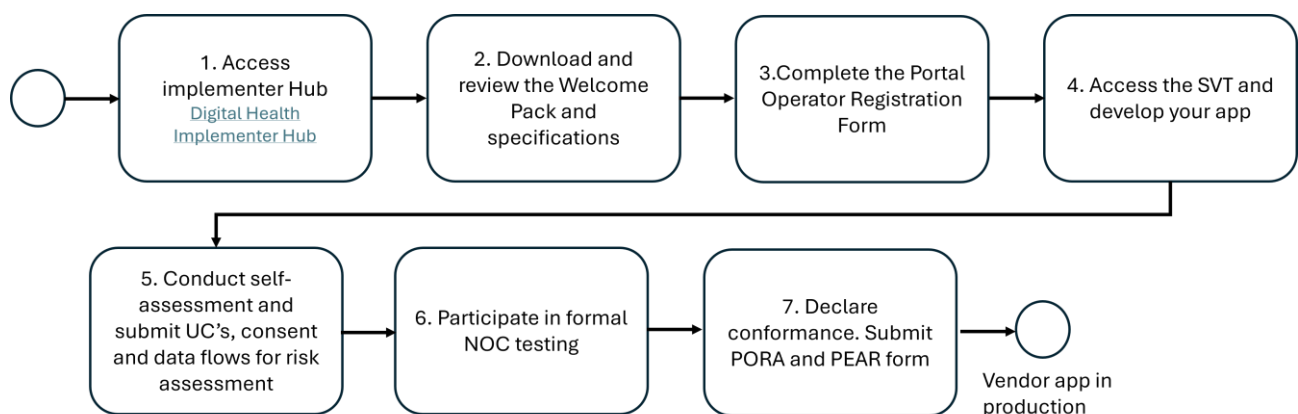 1. Access
implementer Hub
Digital Health
Implementer Hub
2. Download and
review the Welcome
Pack and
specifications
3.Complete the Portal
Operator Registration
Form
4. Access the SVT and
develop your app
5. Conduct self-
assessment and
submit UC’s, consent
and data flows for risk
assessment
6. Participate in formal
NOC testing
7. Declare
conformance. Submit
PORA and PEAR form
Vendor app in
production